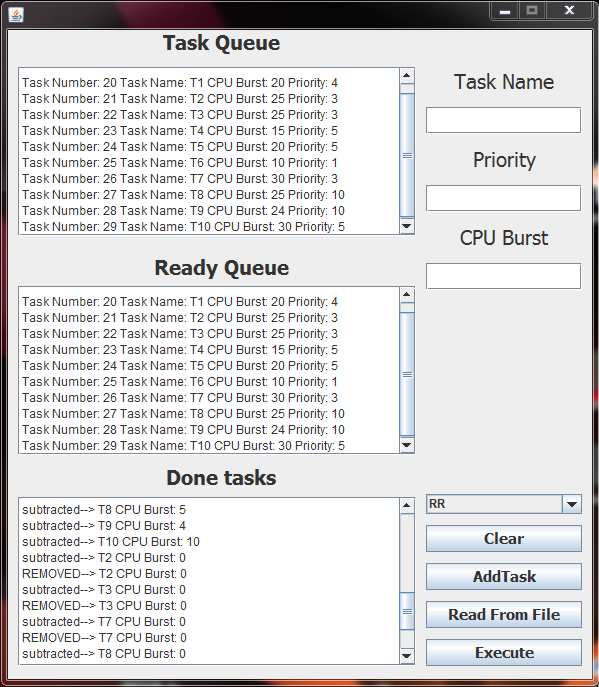 Task Queue
Task Number: 20 Task Name: T1 CPU Burst: 20 Priority: 4
Task Number: 21 Task Name: T2 CPU Burst: 25 Priority: 3
Task Number: 22 Task Name: T3 CPU Burst: 25 Priority: 3
Task Number: 23 Task Name: T4 CPU Burst: 15 Priority: 5
Task Number: 24 Task Name: T5 CPU Burst: 20 Priority: 5
Task Number: 25 Task Name: T6 CPU Burst: 10 Priority: 1
Task Number: 26 Task Name: T7 CPU Burst: 30 Priority: 3
Task Number: 27 Task Name: T8 CPU Burst: 25 Priority: 10
Task Number: 28 Task Name: T9 CPU Burst: 24 Priority: 10
Task Number: 29 Task Name: T10 CPU Burst: 30 Priority: 5
Task Name
Priority
CPU Burst
Ready Queue
Task Number: 20 Task Name: T1 CPU Burst: 20 Priority: 4
Task Number: 21 Task Name: T2 CPU Burst: 25 Priority: 3
Task Number: 22 Task Name: T3 CPU Burst: 25 Priority: 3
Task Number: 23 Task Name: T4 CPU Burst: 15 Priority: 5
Task Number: 24 Task Name: T5 CPU Burst: 20 Priority: 5
Task Number: 25 Task Name: T6 CPU Burst: 10 Priority: 1
Task Number: 26 Task Name: T7 CPU Burst: 30 Priority: 3
Task Number: 27 Task Name: T8 CPU Burst: 25 Priority: 10
Task Number: 28 Task Name: T9 CPU Burst: 24 Priority: 10
Task Number: 29 Task Name: T10 CPU Burst: 30 Priority: 5
Done tasks
subtracted--> T8 CPU Burst: 5
subtracted--> T9 CPU Burst: 4
subtracted--> T10 CPU Burst: 10
subtracted--> T2 CPU Burst: 0
REMOVED--> T2 CPU Burst: 0
subtracted--> T3 CPU Burst: 0
REMOVED--> T3 CPU Burst: 0
subtracted--> T7 CPU Burst: 0
REMOVED--> T7 CPU Burst: 0
subtracted--> T8 CPU Burst: 0
RR
Clear
AddTask
Read From File
Execute